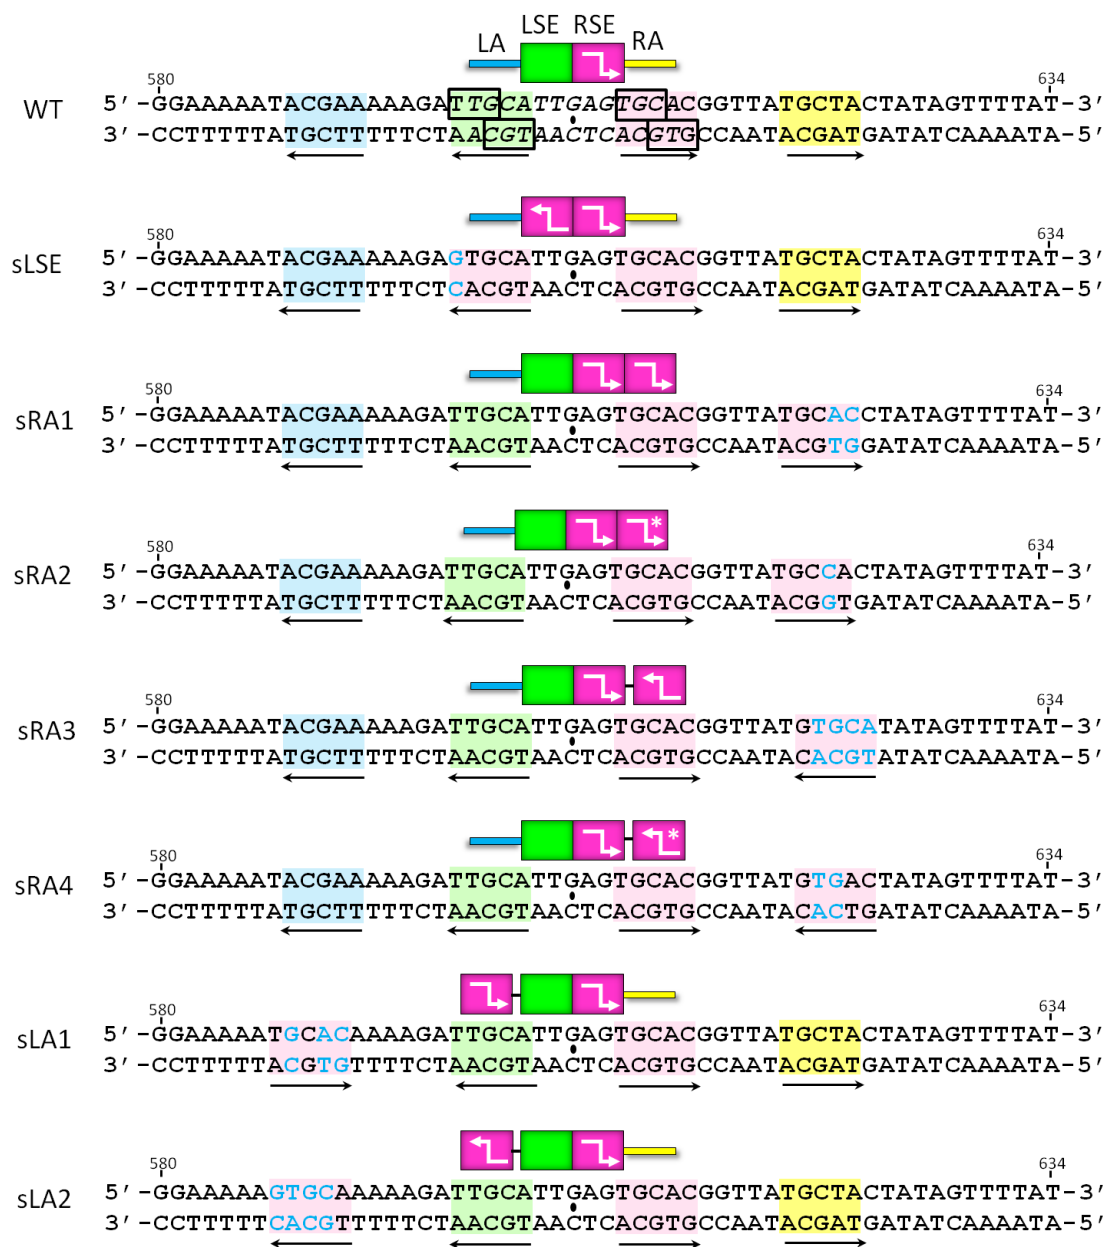 LSE RSE
LA RA
580 634
WT 5′-GGAAAAATACGAAAAAGATTGCATTGAGTGCACGGTTATGCTACTATAGTTTTAT-3′
3′-CCTTTTTATGCTTTTTCTAACGTAACTCACGTGCCAATACGATGATATCAAAATA-5′
580 634
sLSE 5′-GGAAAAATACGAAAAAGAGTGCATTGAGTGCACGGTTATGCTACTATAGTTTTAT-3′
3′-CCTTTTTATGCTTTTTCTCACGTAACTCACGTGCCAATACGATGATATCAAAATA-5′
580 634
sRA1 5′-GGAAAAATACGAAAAAGATTGCATTGAGTGCACGGTTATGCACCTATAGTTTTAT-3′
3′-CCTTTTTATGCTTTTTCTAACGTAACTCACGTGCCAATACGTGGATATCAAAATA-5′
*
580 634
sRA2 5′-GGAAAAATACGAAAAAGATTGCATTGAGTGCACGGTTATGCCACTATAGTTTTAT-3′
3′-CCTTTTTATGCTTTTTCTAACGTAACTCACGTGCCAATACGGTGATATCAAAATA-5′
580 634
sRA3 5′-GGAAAAATACGAAAAAGATTGCATTGAGTGCACGGTTATGTGCATATAGTTTTAT-3′
3′-CCTTTTTATGCTTTTTCTAACGTAACTCACGTGCCAATACACGTATATCAAAATA-5′
*
580 634
sRA4 5′-GGAAAAATACGAAAAAGATTGCATTGAGTGCACGGTTATGTGACTATAGTTTTAT-3′
3′-CCTTTTTATGCTTTTTCTAACGTAACTCACGTGCCAATACACTGATATCAAAATA-5′
580 634
sLA1 5′-GGAAAAATGCACAAAAGATTGCATTGAGTGCACGGTTATGCTACTATAGTTTTAT-3′
3′-CCTTTTTACGTGTTTTCTAACGTAACTCACGTGCCAATACGATGATATCAAAATA-5′
580 634
sLA2 5′-GGAAAAAGTGCAAAAAGATTGCATTGAGTGCACGGTTATGCTACTATAGTTTTAT-3′
3′-CCTTTTTCACGTTTTTCTAACGTAACTCACGTGCCAATACGATGATATCAAAATA-5′